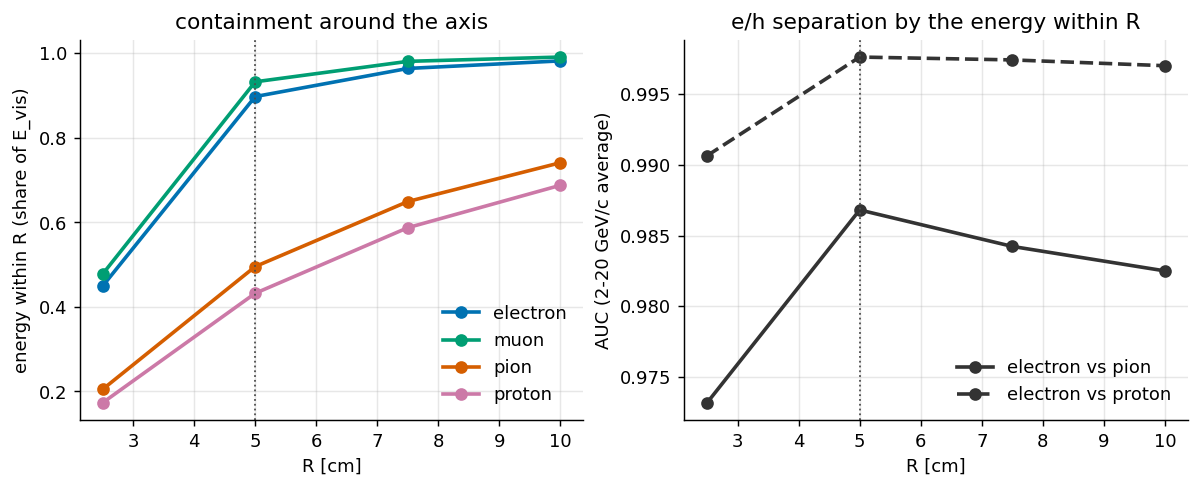 containment around the axis
energy within R (share of E_vis)
1.0
0.8
0.6
0.4
0.2
electron
muon
pion
proton
3 4 5 6 7 8 9 10
R [cm]
e/h separation by the energy within R
AUC (2-20 GeV/c average)
0.995
0.990
0.985
0.980
0.975
electron vs pion
electron vs proton
3 4 5 6 7 8 9 10
R [cm]